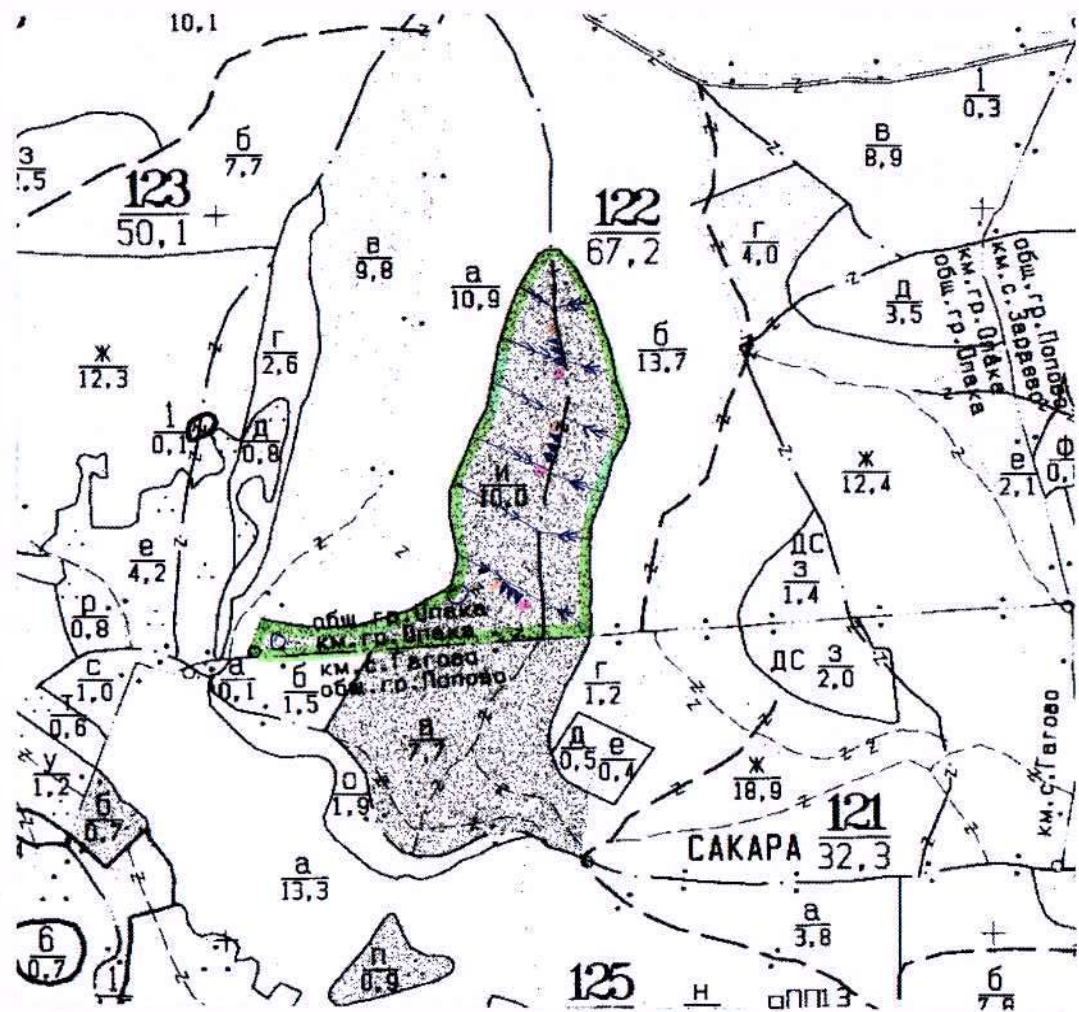 10,1
1
0,3
б
7,7
в
8,9
123
50,1
122
67,2
г
4,0
в
9,8
а
10,9
д
3,5
общ.гр.Попово
км.с.Зараево
км.гр.Опака
общ.гр.Опака
г
2,6
б
13,7
ж
12,3
1
0,1
д
0,8
и
10,0
ж
12,4
е
2,1
ДС
з
1,4
е
4,2
р
0,8
общ.гр.Опака
км.гр.Опака
км.с.Гагово
общ.гр.Попово
а
0,1
б
1,5
г
1,2
ДС
з
2,0
с
1,0
т
0,6
в
7,7
д
0,5
е
0,4
у
1,2
о
1,9
ж
18,9
км.с.Гагово
б
0,7
САКАРА
121
32,3
а
13,3
а
3,8
б
0,7
п
0,9
125
н
б